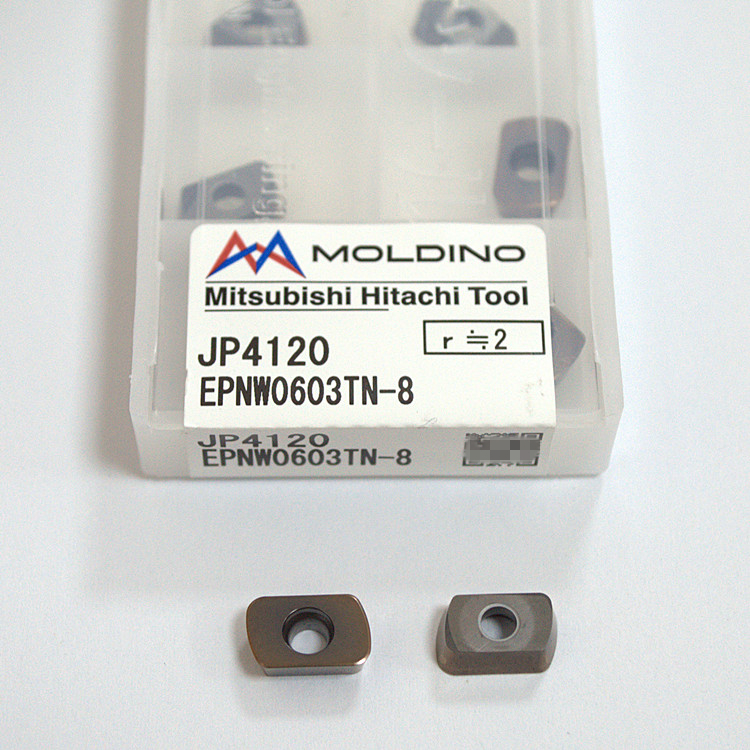 MOLDINO
Mitsubishi Hitachi Tool
r≒2
JP4120
EPNW0603TN-8
JP4120
EPNW0603TN-8